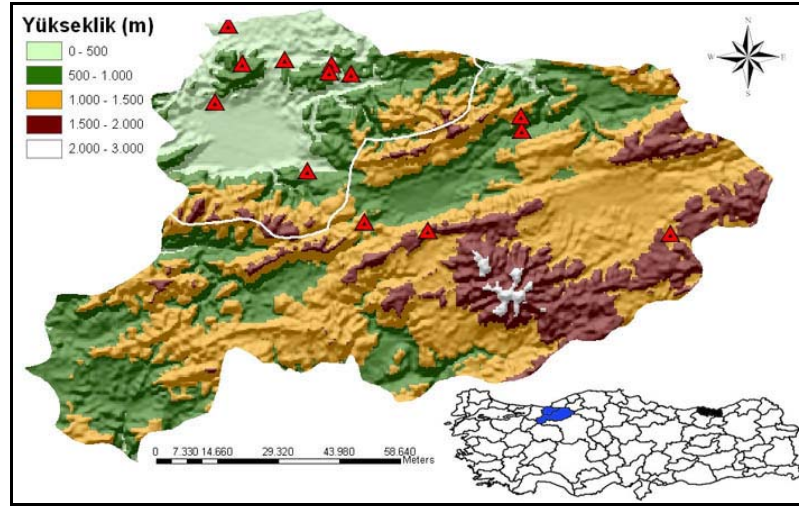 Yükseklik (m)
0 - 500
500 - 1.000
1.000 - 1.500
1.500 - 2.000
2.000 - 3.000
N
W
E
S
0 7.330 14.660 29.320 43.980 58.640
Meters